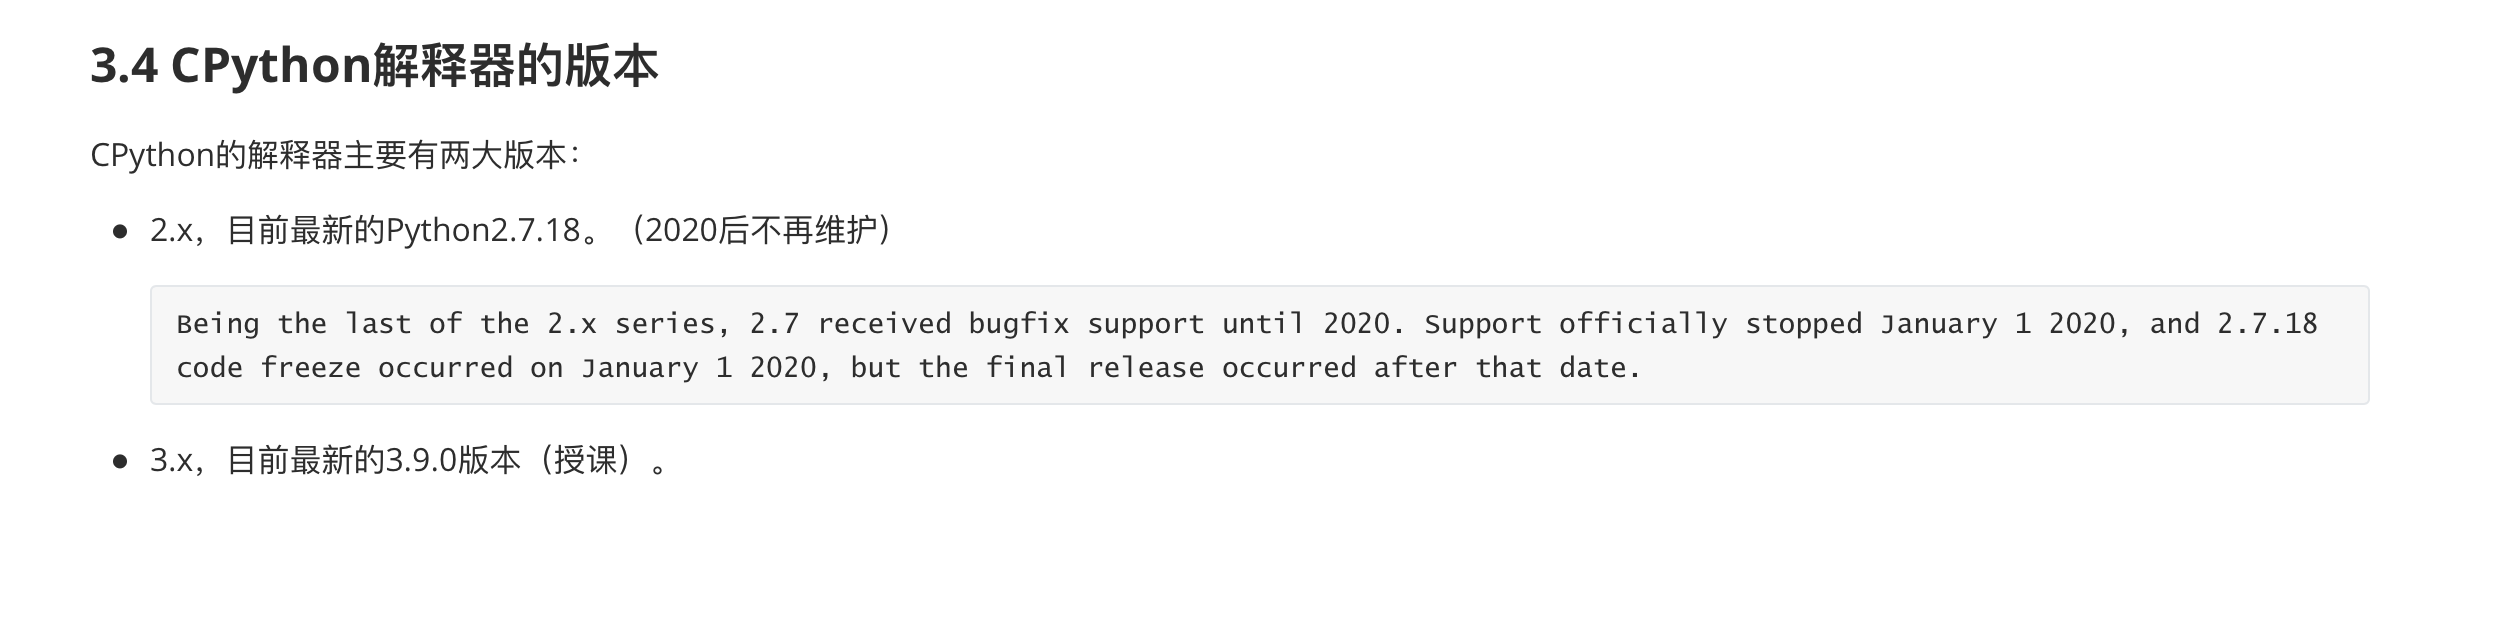 3.4 CPython解释器的版本
CPython的解释器主要有两大版本：
• 2.x，目前最新的Python2.7.18。（2020后不再维护）
Being the last of the 2.x series, 2.7 received bugfix support until 2020. Support officially stopped January 1 2020, and 2.7.18
code freeze occurred on January 1 2020, but the final release occurred after that date.
• 3.x，目前最新的3.9.0版本（授课）。